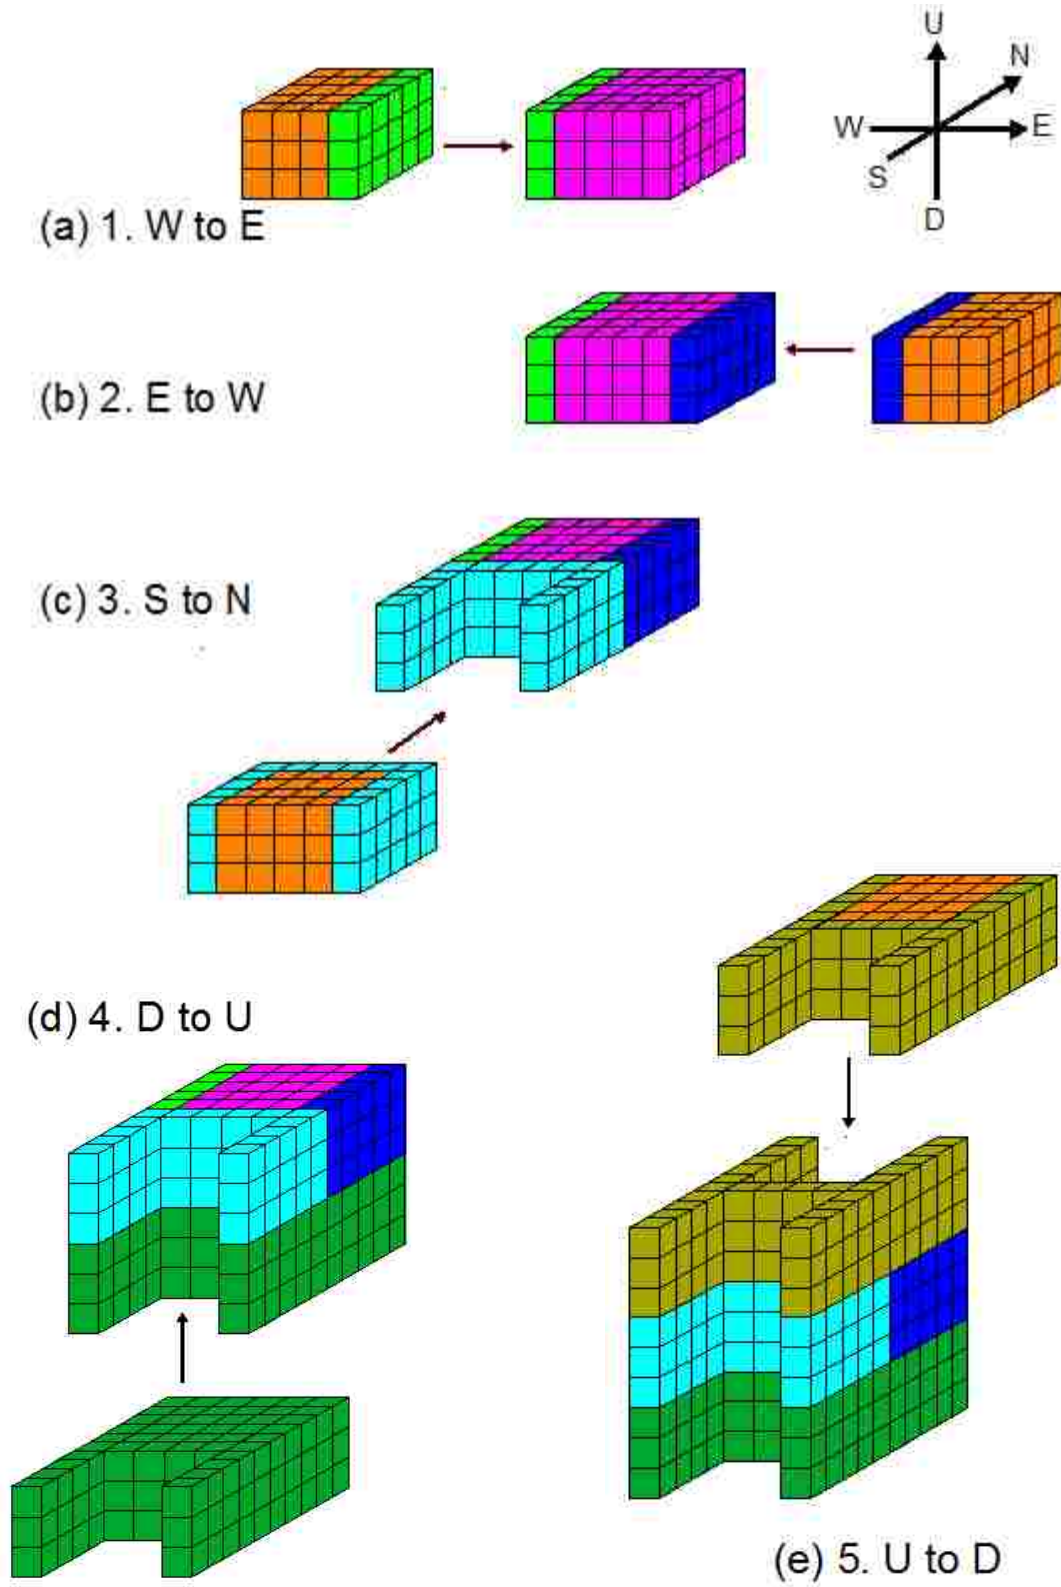 U
N
W
E
S
D
(a) 1. W to E
(b) 2. E to W
(c) 3. S to N
(d) 4. D to U
(e) 5. U to D